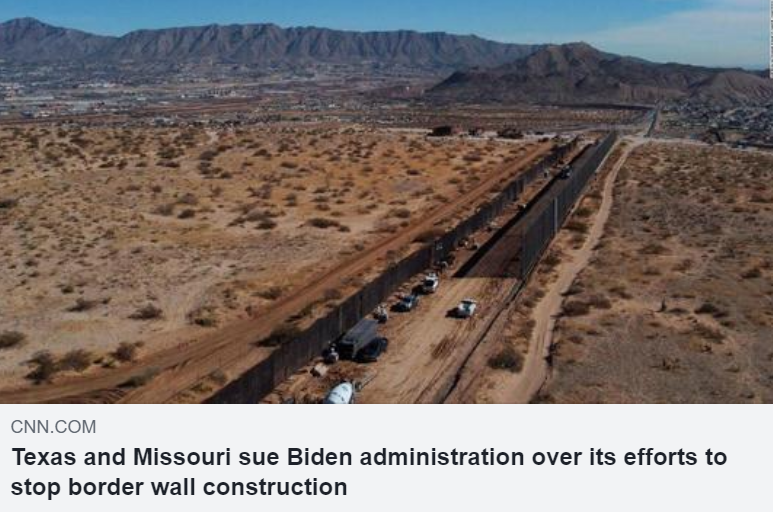 CNN.COM
Texas and Missouri sue Biden administration over its efforts to
stop border wall construction